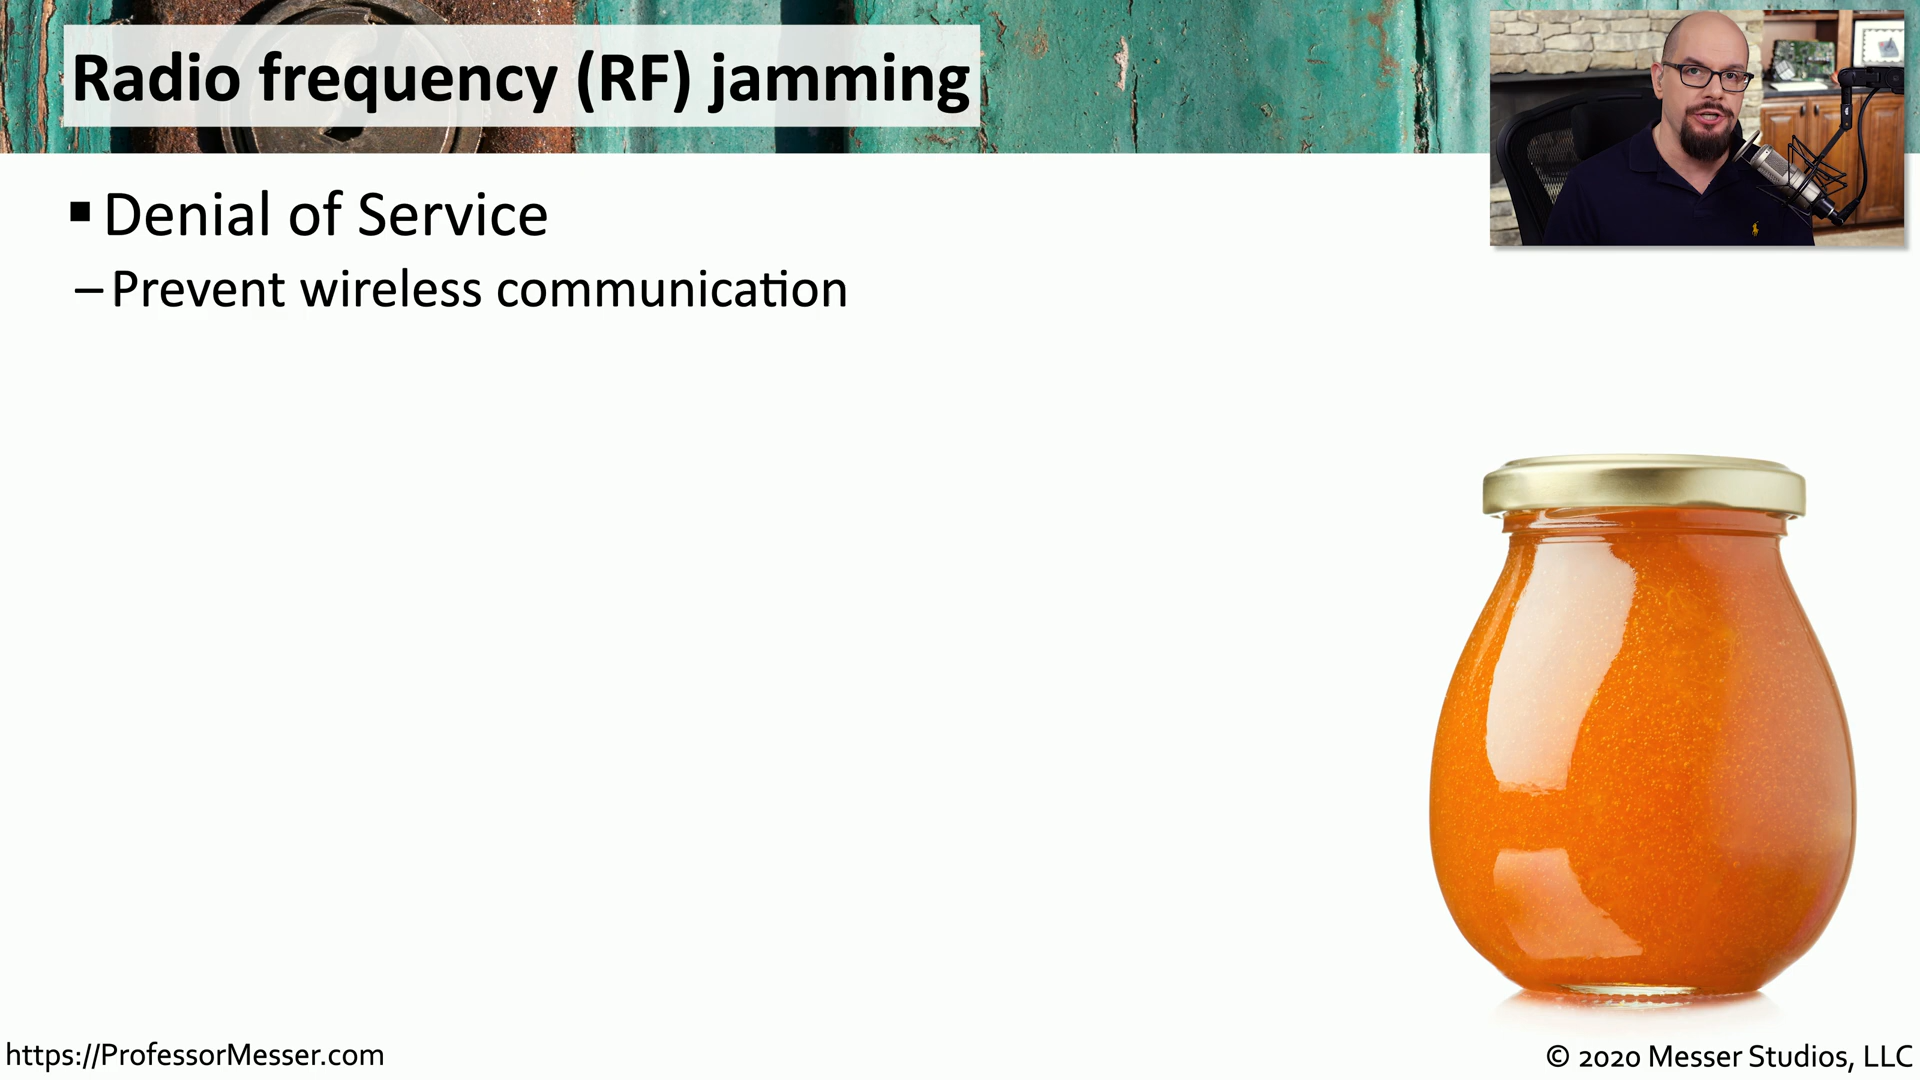 Radio frequency (RF) jamming
▪ Denial of Service
– Prevent wireless communication
https://ProfessorMesser.com
© 2020 Messer Studios, LLC